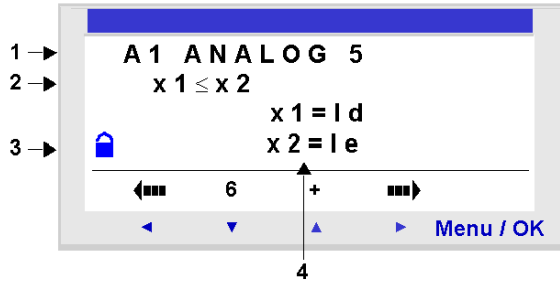 1 A1 ANALOG 5
2 x1 ≤ x2
x1 = Id
3 x2 = Ie
6 +
Menu / OK
4